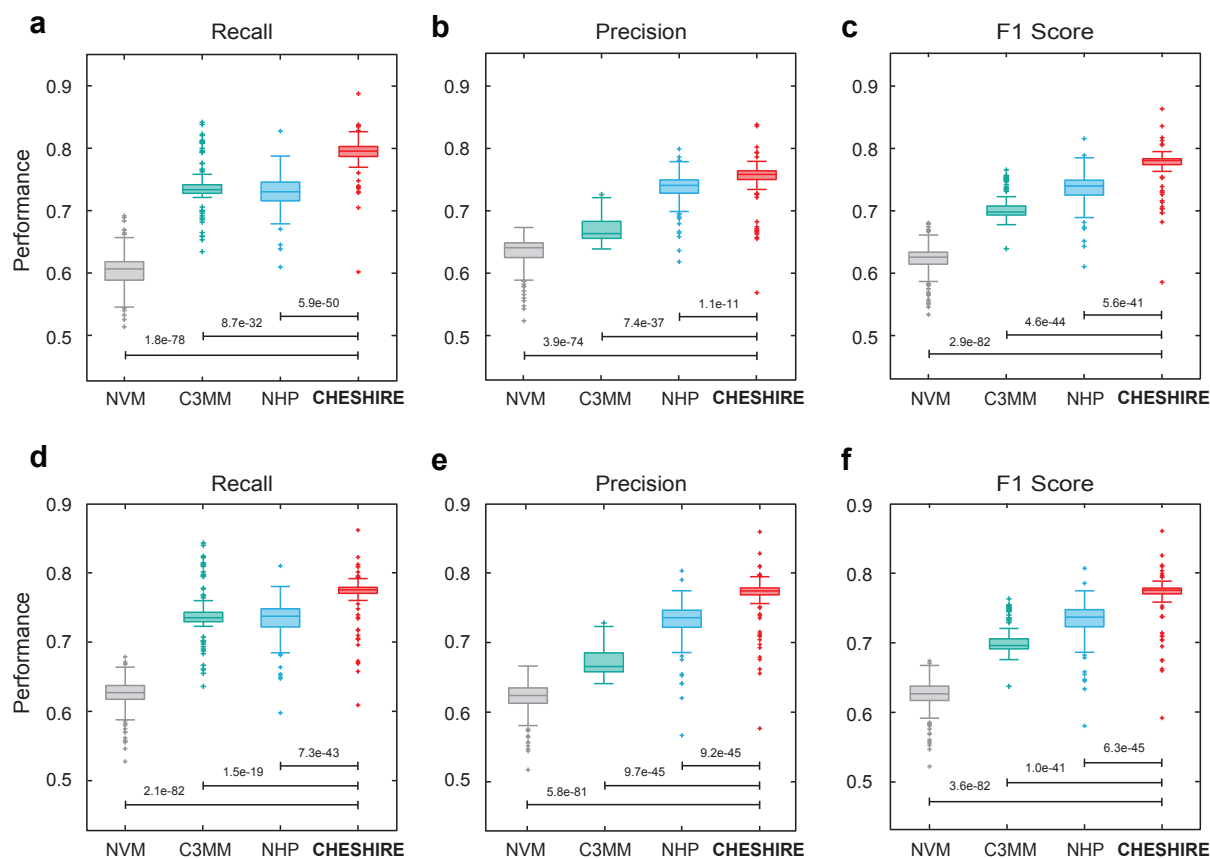 a
Recall
Performance
0.9
0.8
0.7
0.6
0.5
5.9e-50
8.7e-32
1.8e-78
NVM C3MM NHP CHESHIRE
b
Precision
0.9
0.8
0.7
0.6
0.5
1.1e-11
7.4e-37
3.9e-74
NVM C3MM NHP CHESHIRE
c
F1 Score
0.9
0.8
0.7
0.6
0.5
5.6e-41
4.6e-44
2.9e-82
NVM C3MM NHP CHESHIRE
d
Recall
Performance
0.9
0.8
0.7
0.6
0.5
7.3e-43
1.5e-19
2.1e-82
NVM C3MM NHP CHESHIRE
e
Precision
0.9
0.8
0.7
0.6
0.5
9.2e-45
9.7e-45
5.8e-81
NVM C3MM NHP CHESHIRE
f
F1 Score
0.9
0.8
0.7
0.6
0.5
6.3e-45
1.0e-41
3.6e-82
NVM C3MM NHP CHESHIRE